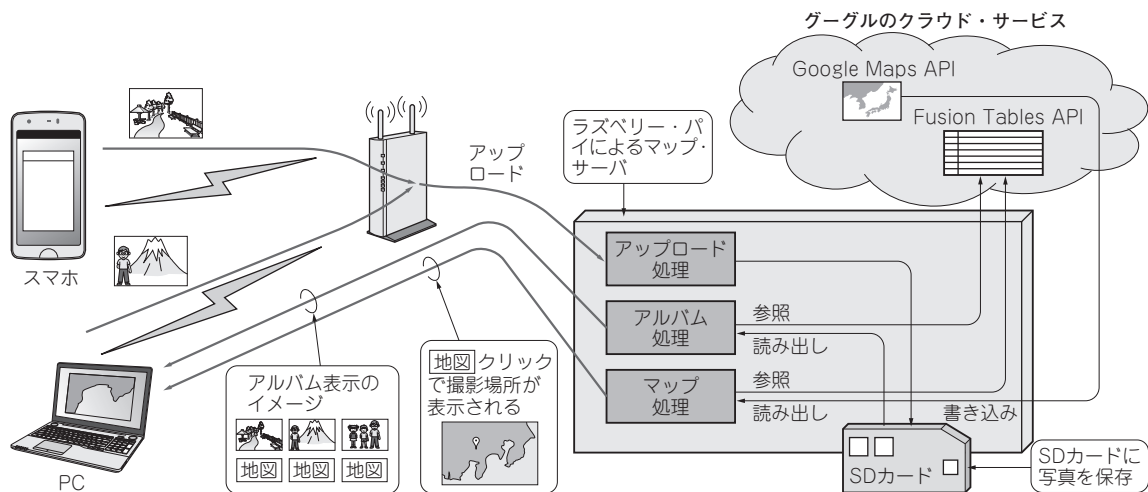 グーグルのクラウド・サービス
Google Maps API
Fusion Tables API
ラズベリー・パ
イによるマップ・
サーバ
アップ
ロード
スマホ
アップロード
処理
アルバム
処理
参照
読み出し
マップ
処理
参照
読み出し
書き込み
アルバム表示の
イメージ
地図 地図 地図
地図クリック
で撮影場所が
表示される
SDカード
SDカードに
写真を保存
PC